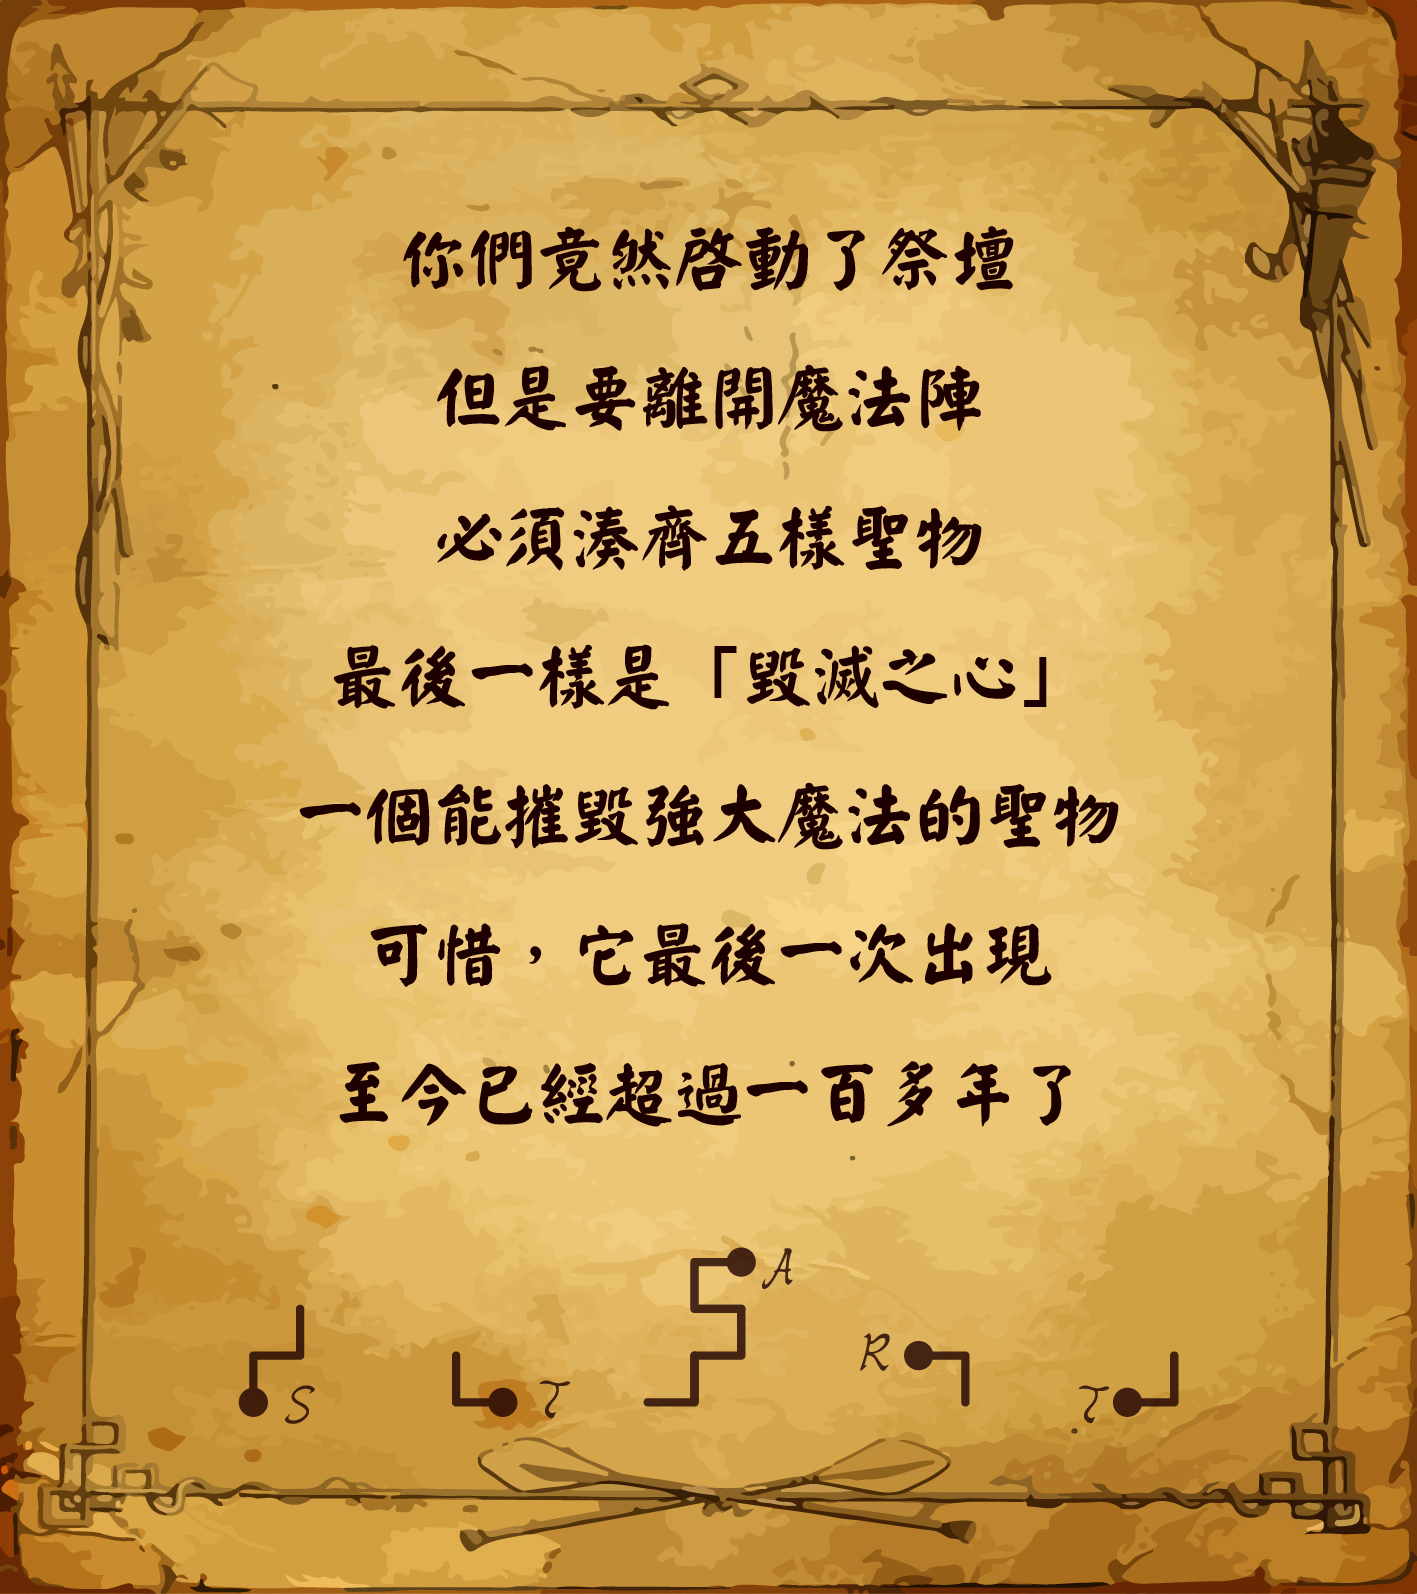 你們竟然啓動了祭壇
但是要離開魔法陣
必須湊齊五樣聖物
最後一樣是「毀滅之心」
一個能摧毀強大魔法的聖物
可惜，它最後一次出現
至今已經超過一百多年了
S T A R T